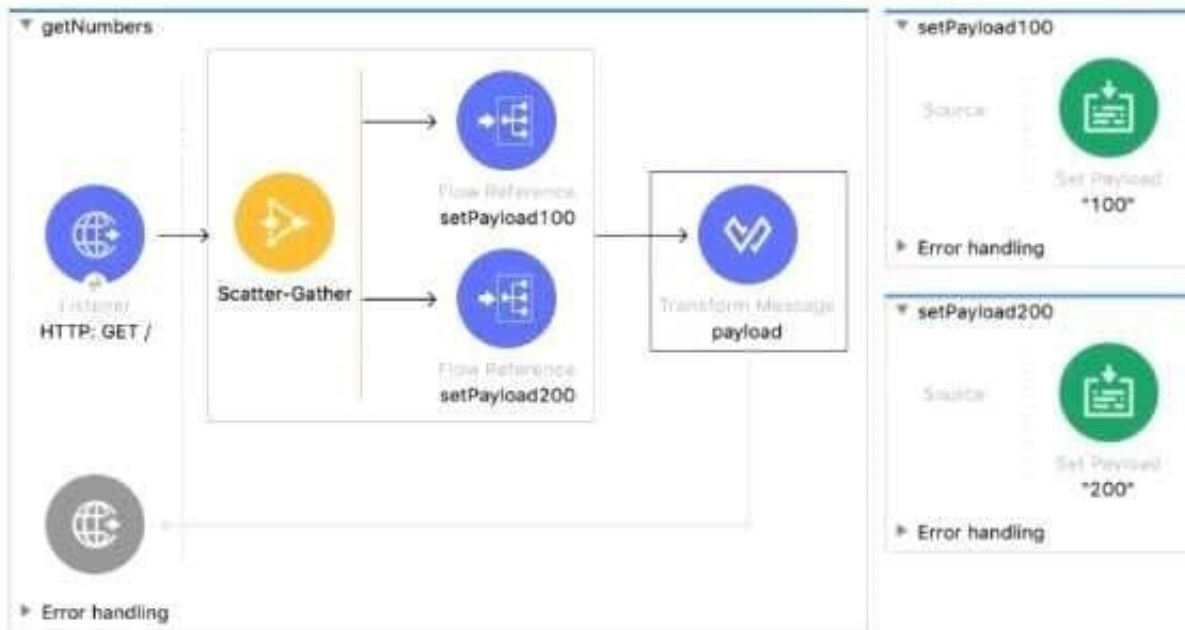 getNumbers
Flow Reference
setPayload100
Scatter-Gather
Listener
HTTP: GET /
Flow Reference
setPayload200
Transform Message
payload
Error handling
setPayload100
Source
Set Payload
"100"
Error handling
setPayload200
Source
Set Payload
"200"
Error handling